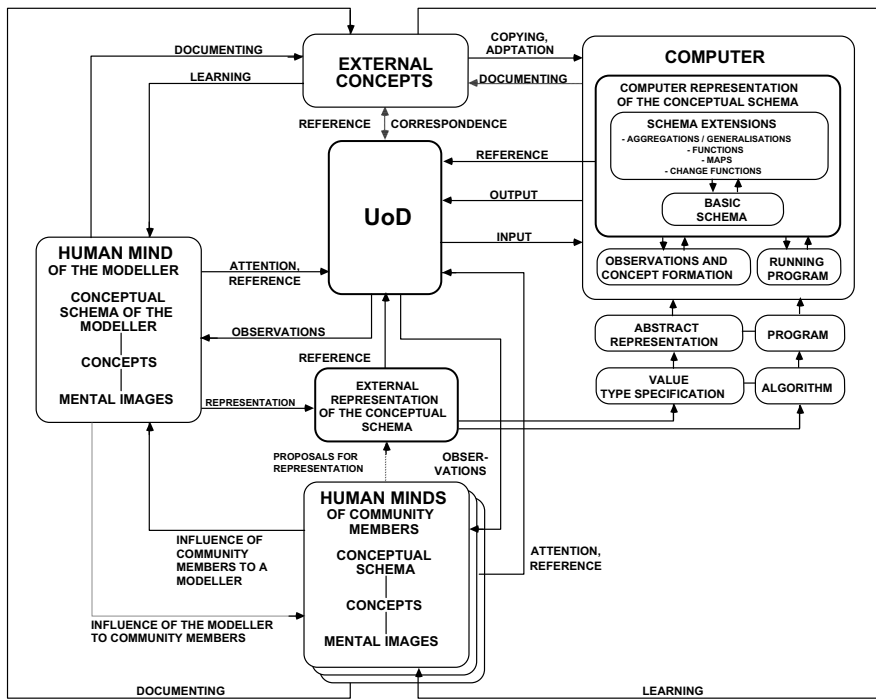 DOCUMENTING
LEARNING
EXTERNAL
CONCEPTS
COPYING,
ADPTATION
DOCUMENTING
REFERENCE
CORRESPONDENCE
COMPUTER
COMPUTER REPRESENTATION
OF THE CONCEPTUAL SCHEMA
SCHEMA EXTENSIONS
- AGGREGATIONS / GENERALISATIONS
- FUNCTIONS
- MAPS
- CHANGE FUNCTIONS
BASIC
SCHEMA
OBSERVATIONS AND
CONCEPT FORMATION
RUNNING
PROGRAM
REFERENCE
OUTPUT
INPUT
UoD
HUMAN MIND
OF THE MODELLER
CONCEPTUAL
SCHEMA OF THE
MODELLER
CONCEPTS
MENTAL IMAGES
ATTENTION,
REFERENCE
OBSERVATIONS
REFERENCE
REPRESENTATION
EXTERNAL
REPRESENTATION
OF THE CONCEPTUAL
SCHEMA
ABSTRACT
REPRESENTATION
PROGRAM
VALUE
TYPE SPECIFICATION
ALGORITHM
PROPOSALS FOR
REPRESENTATION
OBSER-
VATIONS
HUMAN MINDS
OF COMMUNITY
MEMBERS
CONCEPTUAL
SCHEMA
CONCEPTS
MENTAL IMAGES
INFLUENCE OF
COMMUNITY
MEMBERS TO A
MODELLER
INFLUENCE OF THE MODELLER
TO COMMUNITY MEMBERS
ATTENTION,
REFERENCE
DOCUMENTING
LEARNING